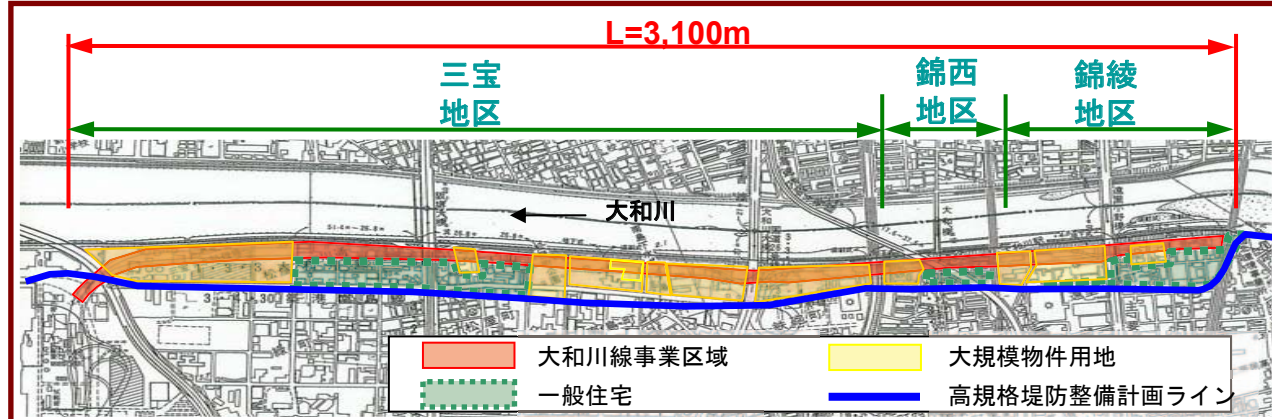 L=3,100m
三宝
地区
錦西
地区
錦綾
地区
大和川
大和川線事業区域
大規模物件用地
一般住宅
高規格堤防整備計画ライン